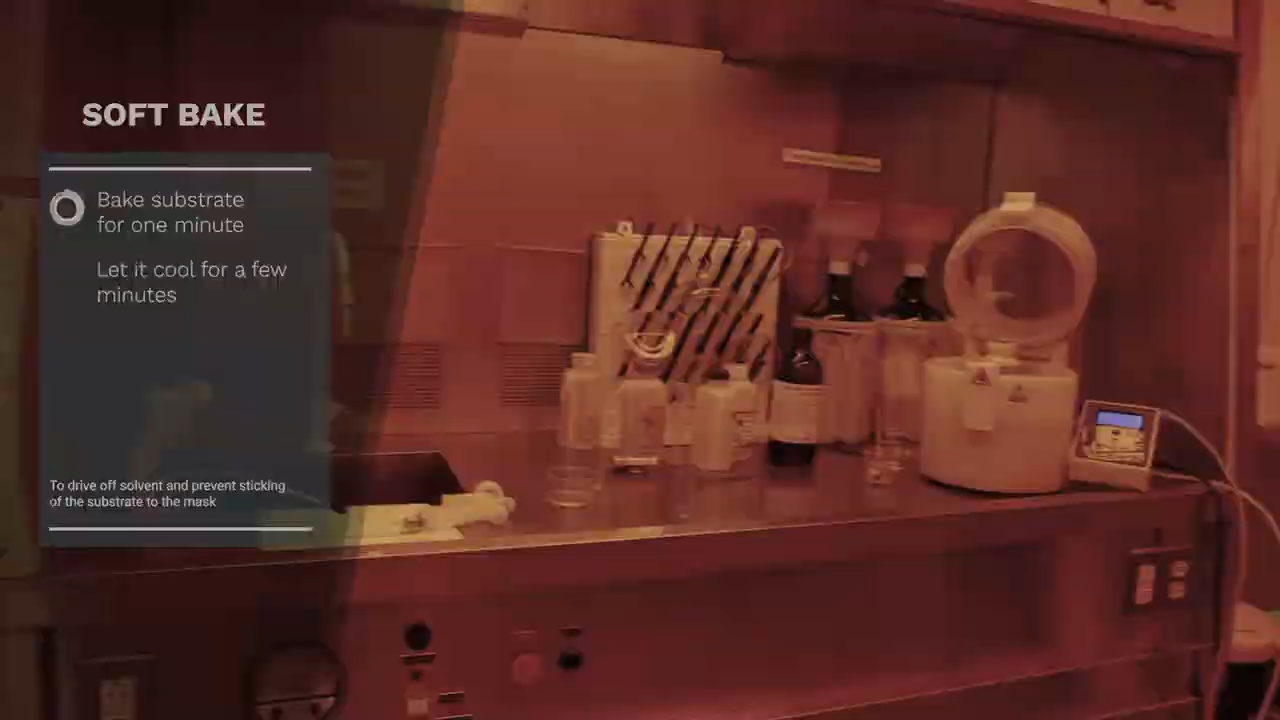 SOFT BAKE
Bake substrate
for one minute
Let it cool for a few
minutes
To drive off solvent and prevent sticking
of the substrate to the mask